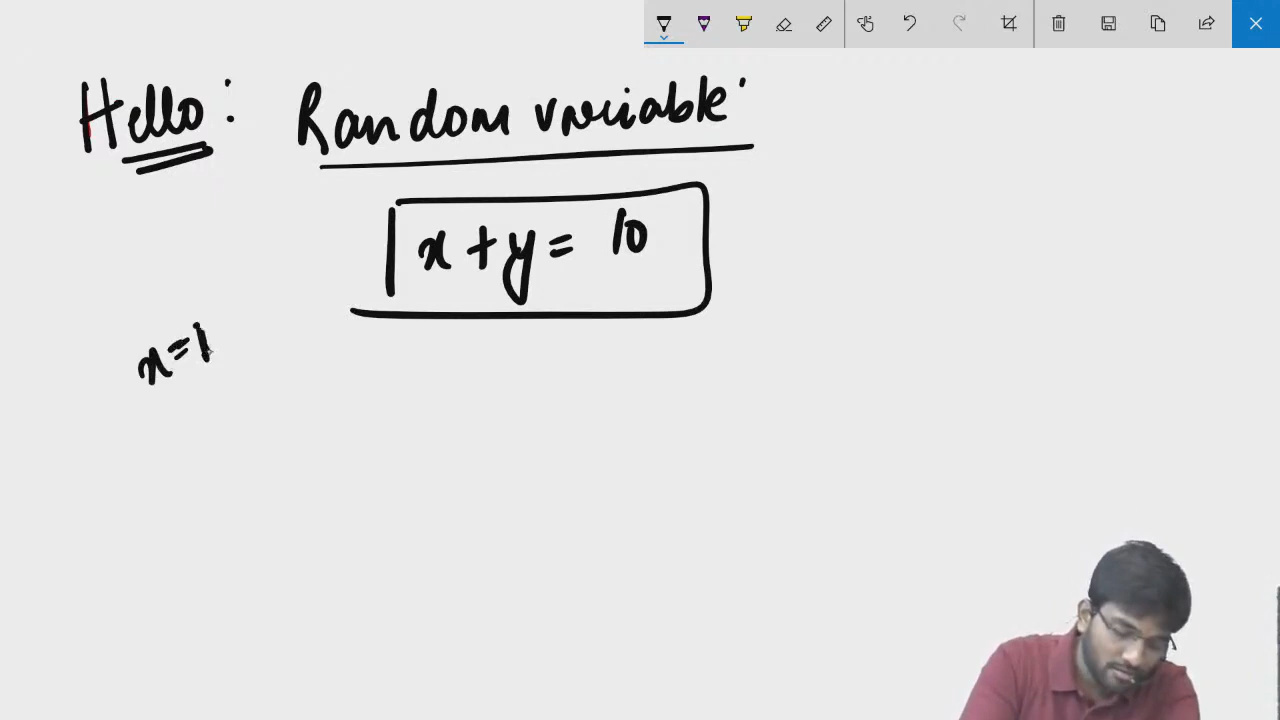 Hello: Random variable:
x + y = 10
x = 1